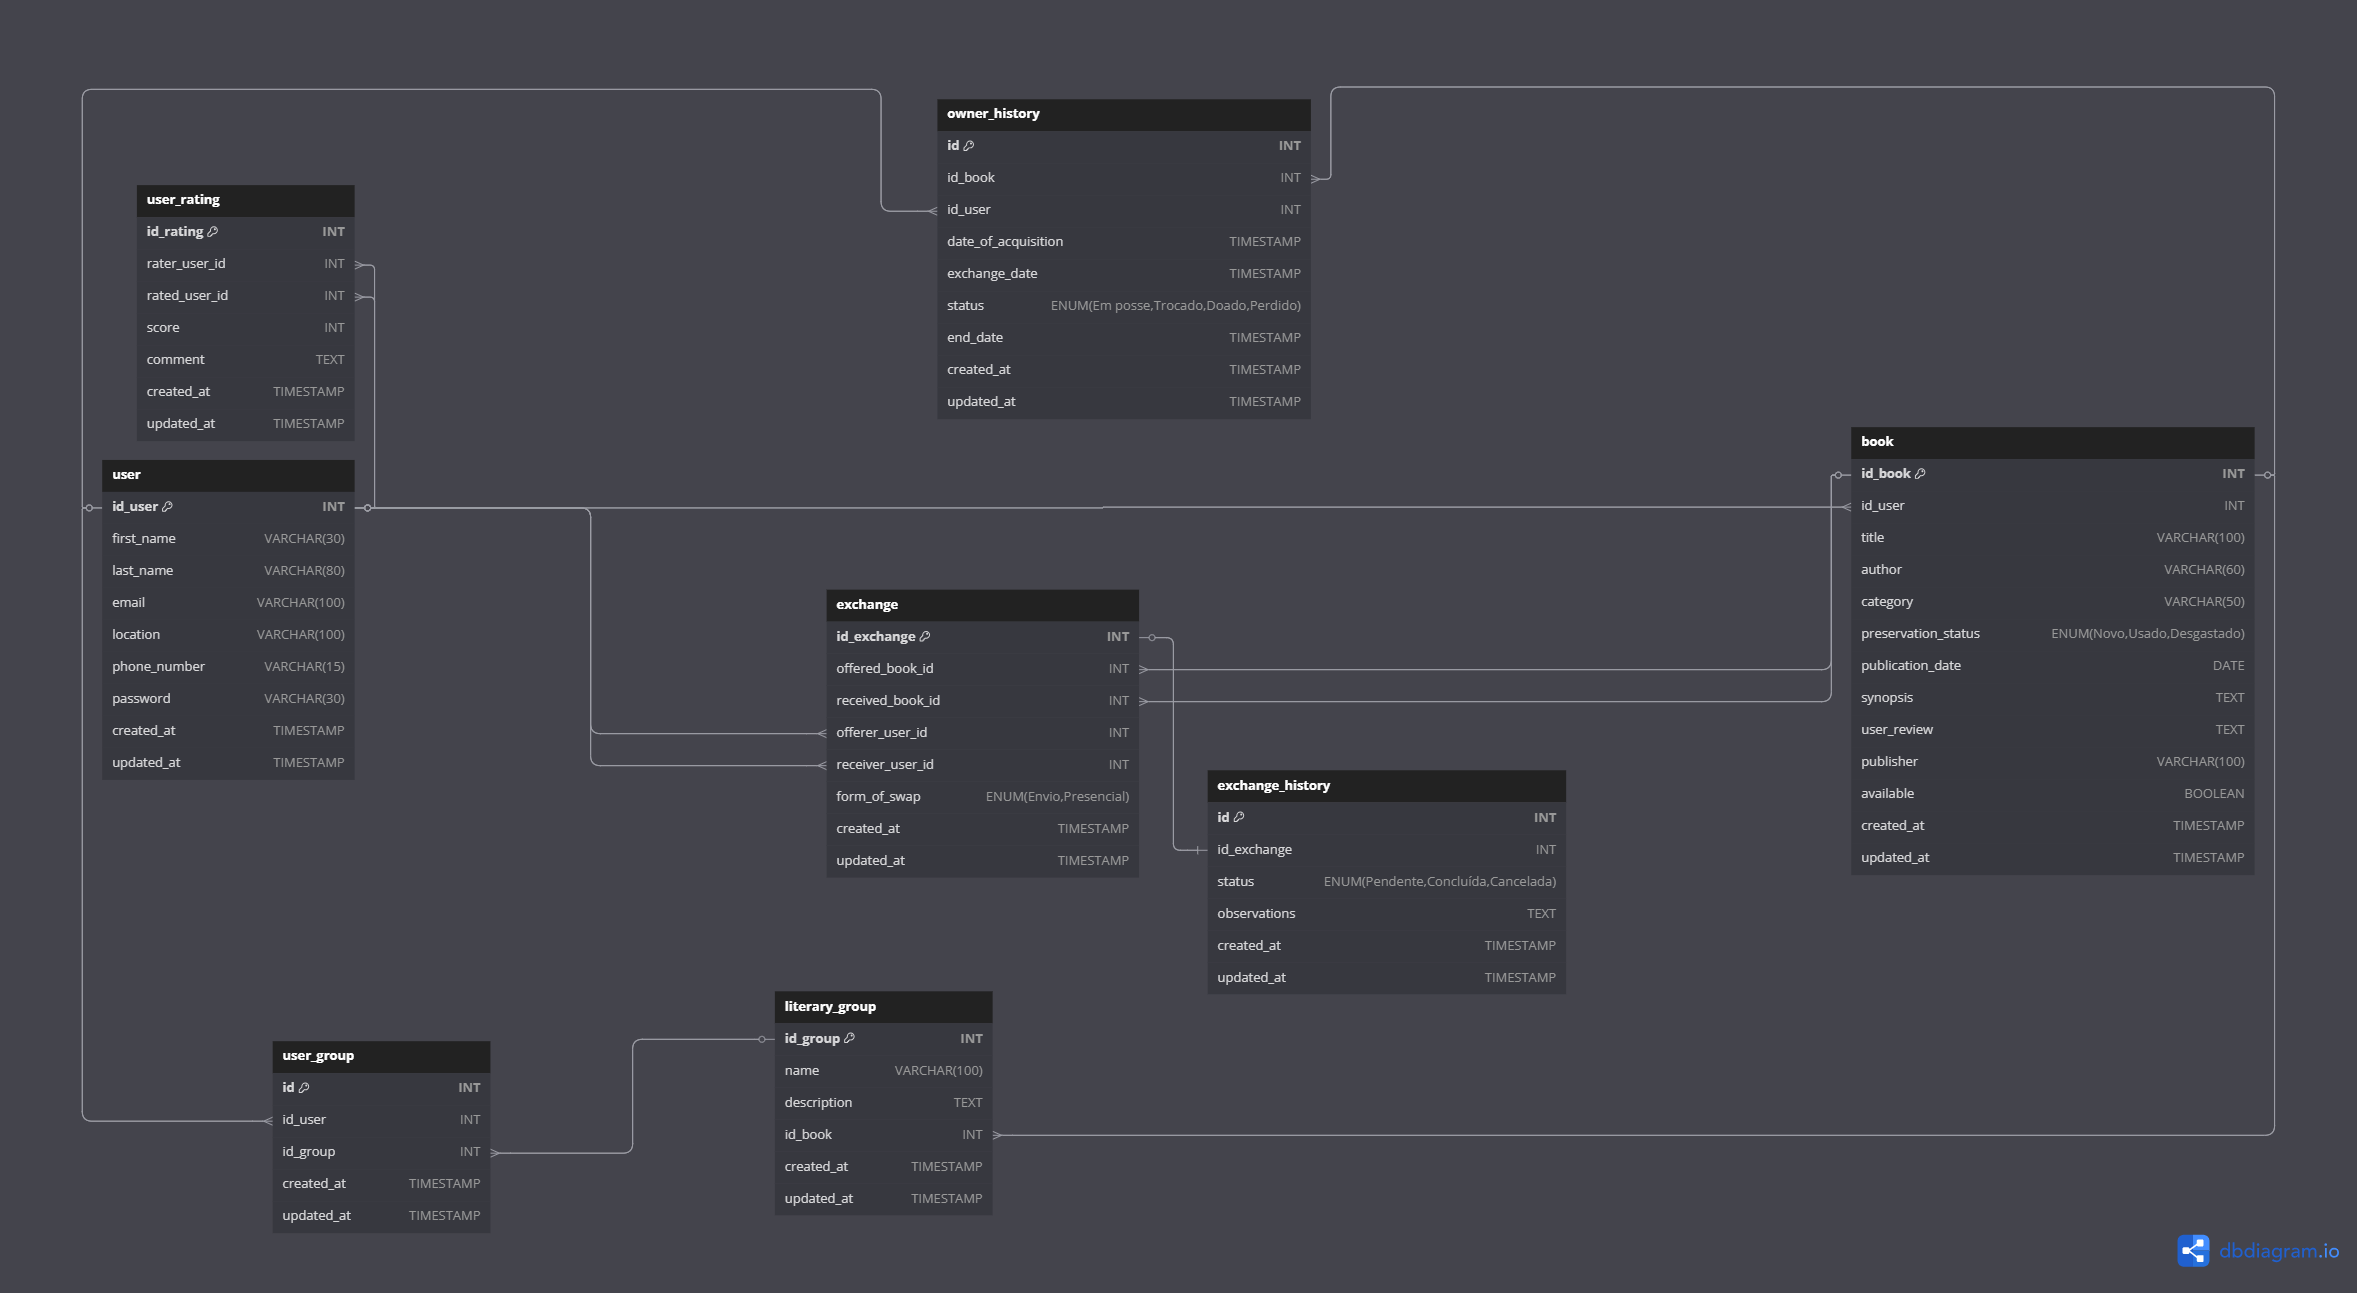 owner_history
id INT
id_book INT
id_user INT
date_of_acquisition TIMESTAMP
exchange_date TIMESTAMP
status ENUM(Em posse,Trocado,Doado,Perdido)
end_date TIMESTAMP
created_at TIMESTAMP
updated_at TIMESTAMP
user_rating
id_rating INT
rater_user_id INT
rated_user_id INT
score INT
comment TEXT
created_at TIMESTAMP
updated_at TIMESTAMP
user
id_user INT
first_name VARCHAR(30)
last_name VARCHAR(80)
email VARCHAR(100)
location VARCHAR(100)
phone_number VARCHAR(15)
password VARCHAR(30)
created_at TIMESTAMP
updated_at TIMESTAMP
book
id_book INT
id_user INT
title VARCHAR(100)
author VARCHAR(60)
category VARCHAR(50)
preservation_status ENUM(Novo,Usado,Desgastado)
publication_date DATE
synopsis TEXT
user_review TEXT
publisher VARCHAR(100)
available BOOLEAN
created_at TIMESTAMP
updated_at TIMESTAMP
exchange
id_exchange INT
offered_book_id INT
received_book_id INT
offerer_user_id INT
receiver_user_id INT
form_of_swap ENUM(Envio,Presencial)
created_at TIMESTAMP
updated_at TIMESTAMP
exchange_history
id INT
id_exchange INT
status ENUM(Pendente,Concluída,Cancelada)
observations TEXT
created_at TIMESTAMP
updated_at TIMESTAMP
literary_group
id_group INT
name VARCHAR(100)
description TEXT
id_book INT
created_at TIMESTAMP
updated_at TIMESTAMP
user_group
id INT
id_user INT
id_group INT
created_at TIMESTAMP
updated_at TIMESTAMP
dbdiagram.io